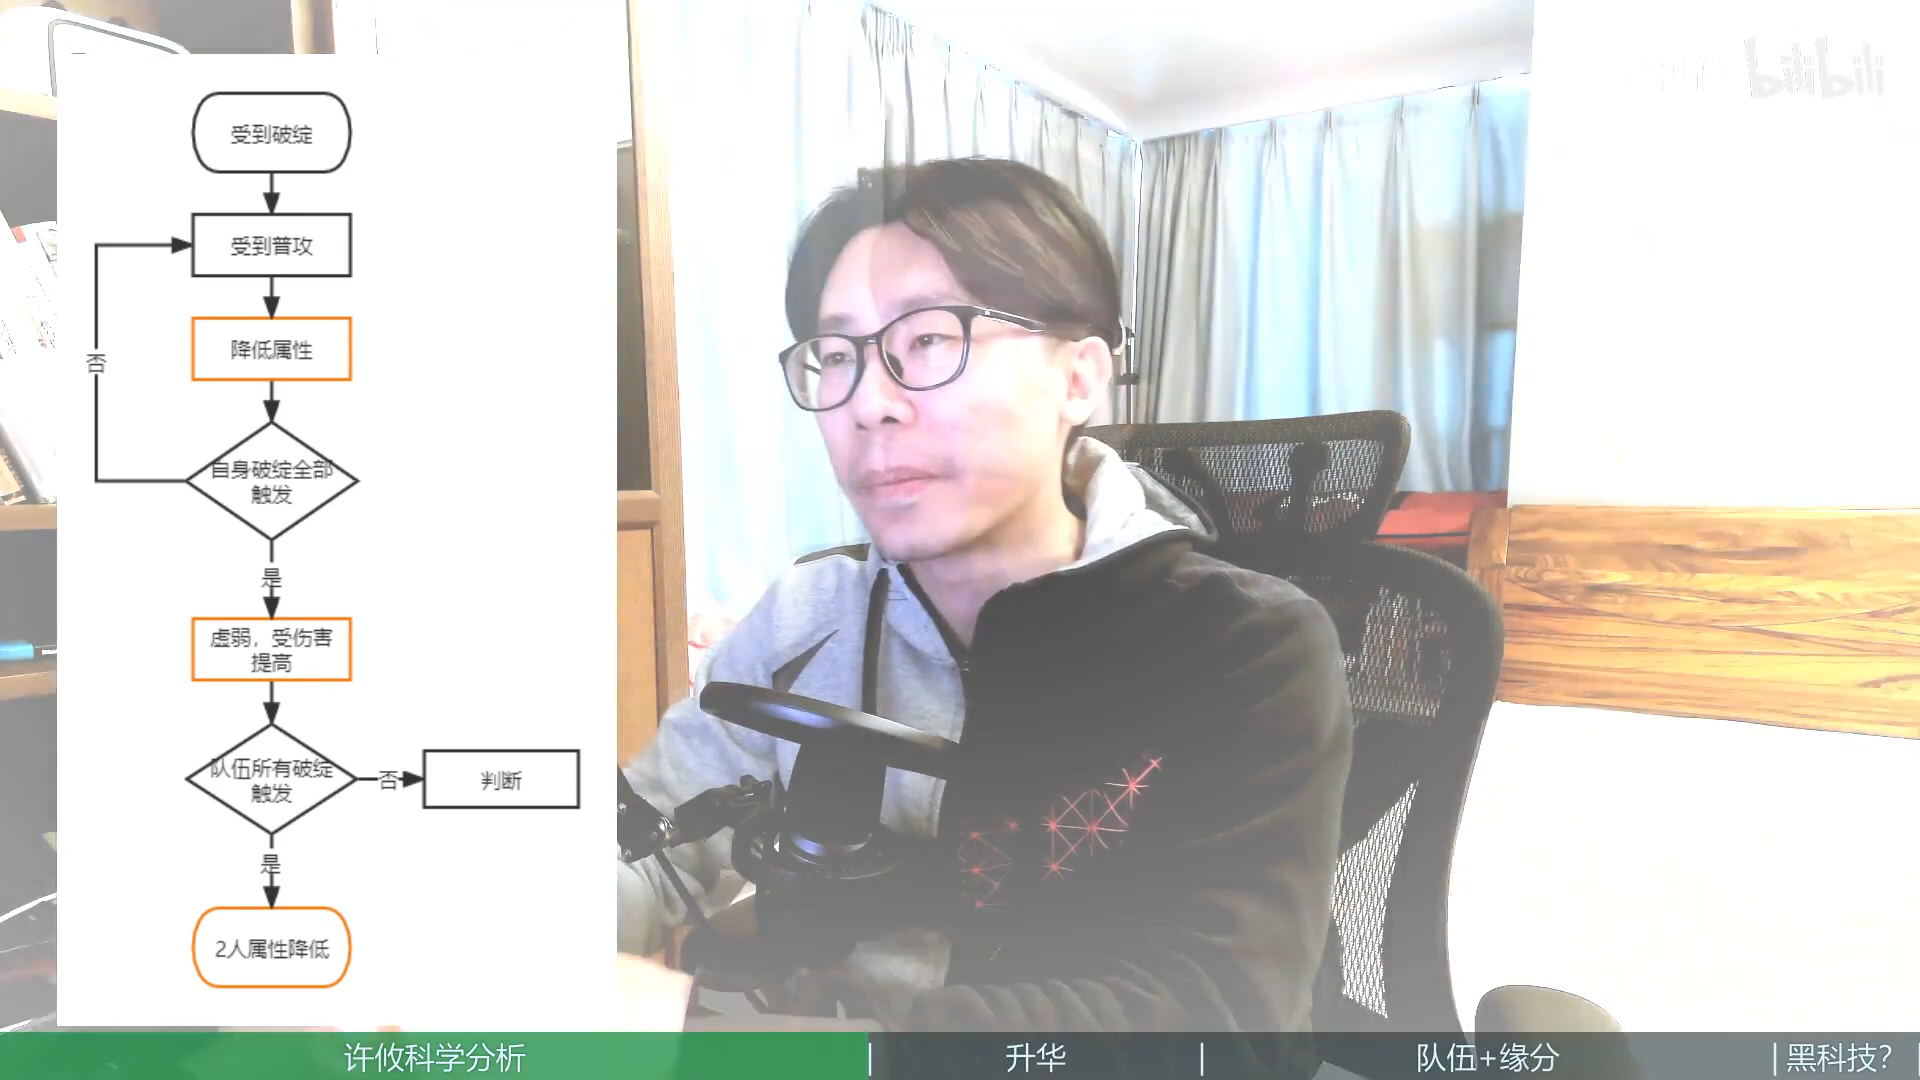 bilibili
受到破绽
受到普攻
降低属性
否
自身破绽全部
触发
是
虚弱，受伤害
提高
队伍所有破绽
触发
否
判断
是
2人属性降低
许攸科学分析
升华
队伍+缘分
黑科技？